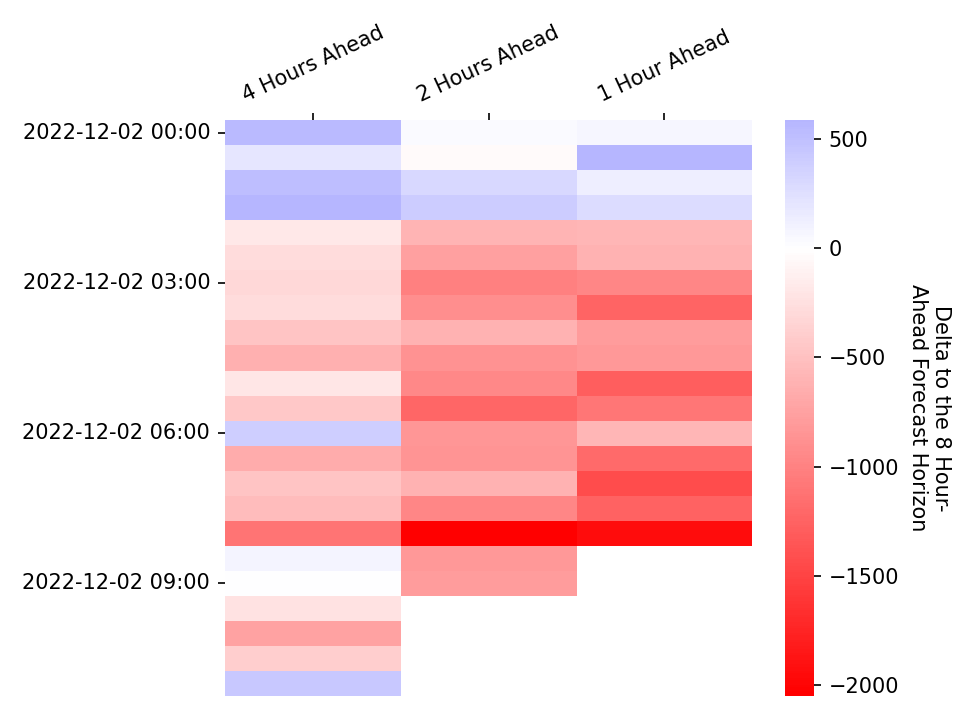 4 Hours Ahead
2 Hours Ahead
1 Hour Ahead
2022-12-02 00:00
2022-12-02 03:00
2022-12-02 06:00
2022-12-02 09:00
500
0
−500
−1000
−1500
−2000
Delta to the 8 Hour-
Ahead Forecast Horizon